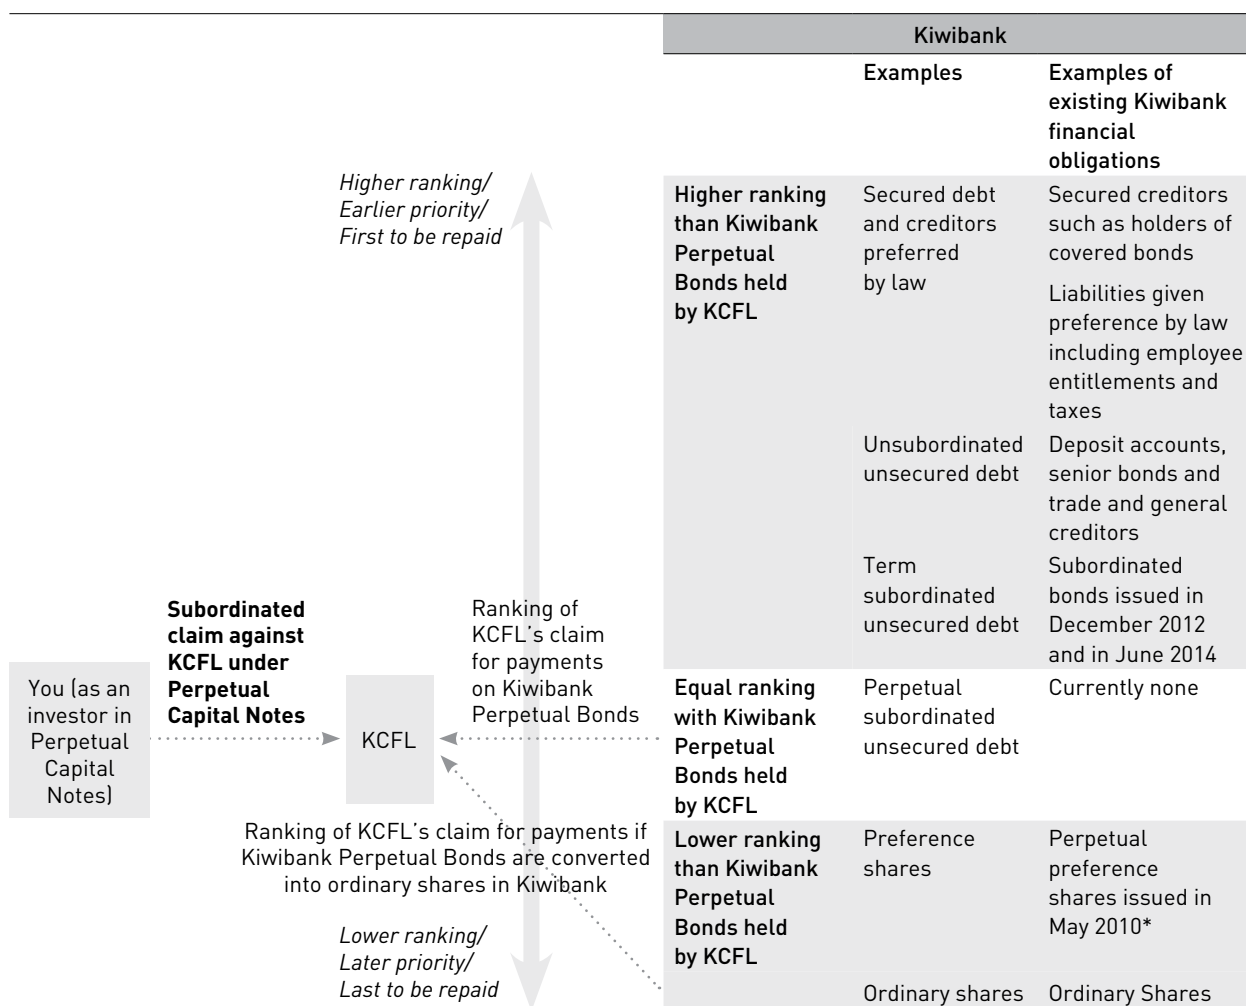 Kiwibank
Examples
Examples of
existing Kiwibank
financial
obligations
Higher ranking/
Earlier priority/
First to be repaid
Higher ranking
than Kiwibank
Perpetual
Bonds held
by KCFL
Secured debt
and creditors
preferred
by law
Secured creditors
such as holders of
covered bonds
Liabilities given
preference by law
including employee
entitlements and
taxes
Unsubordinated
unsecured debt
Deposit accounts,
senior bonds and
trade and general
creditors
Term
subordinated
unsecured debt
Subordinated
bonds issued in
December 2012
and in June 2014
You (as an
investor in
Perpetual
Capital
Notes)
Subordinated
claim against
KCFL under
Perpetual
Capital Notes
KCFL
Ranking of
KCFL's claim
for payments
on Kiwibank
Perpetual Bonds
Equal ranking
with Kiwibank
Perpetual
Bonds held
by KCFL
Perpetual
subordinated
unsecured debt
Currently none
Ranking of KCFL's claim for payments if
Kiwibank Perpetual Bonds are converted
into ordinary shares in Kiwibank
Lower ranking
than Kiwibank
Perpetual
Bonds held
by KCFL
Preference
shares
Perpetual
preference
shares issued in
May 2010*
Lower ranking/
Later priority/
Last to be repaid
Ordinary shares
Ordinary Shares